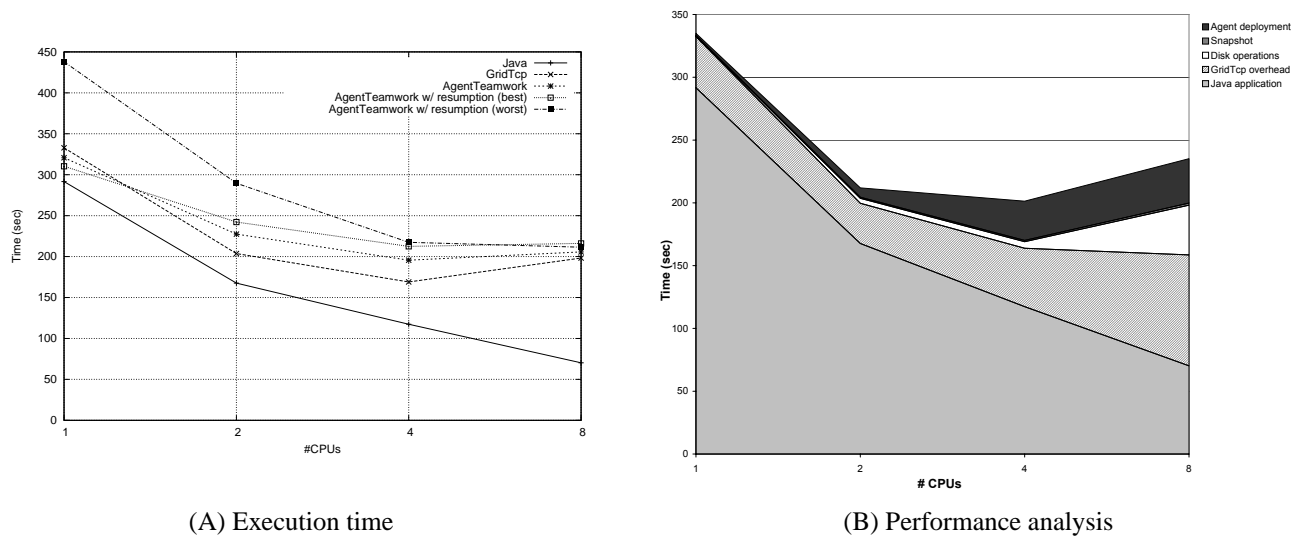 450
400
350
300
250
200
150
100
50
0
Time (sec)
1
2
4
8
#CPUs
Java
GridTcp
AgentTeamwork
AgentTeamwork w/ resumption (best)
AgentTeamwork w/ resumption (worst)
(A) Execution time
350
300
250
200
150
100
50
0
Time (sec)
1
2
4
8
# CPUs
Agent deployment
Snapshot
Disk operations
GridTcp overhead
Java application
(B) Performance analysis